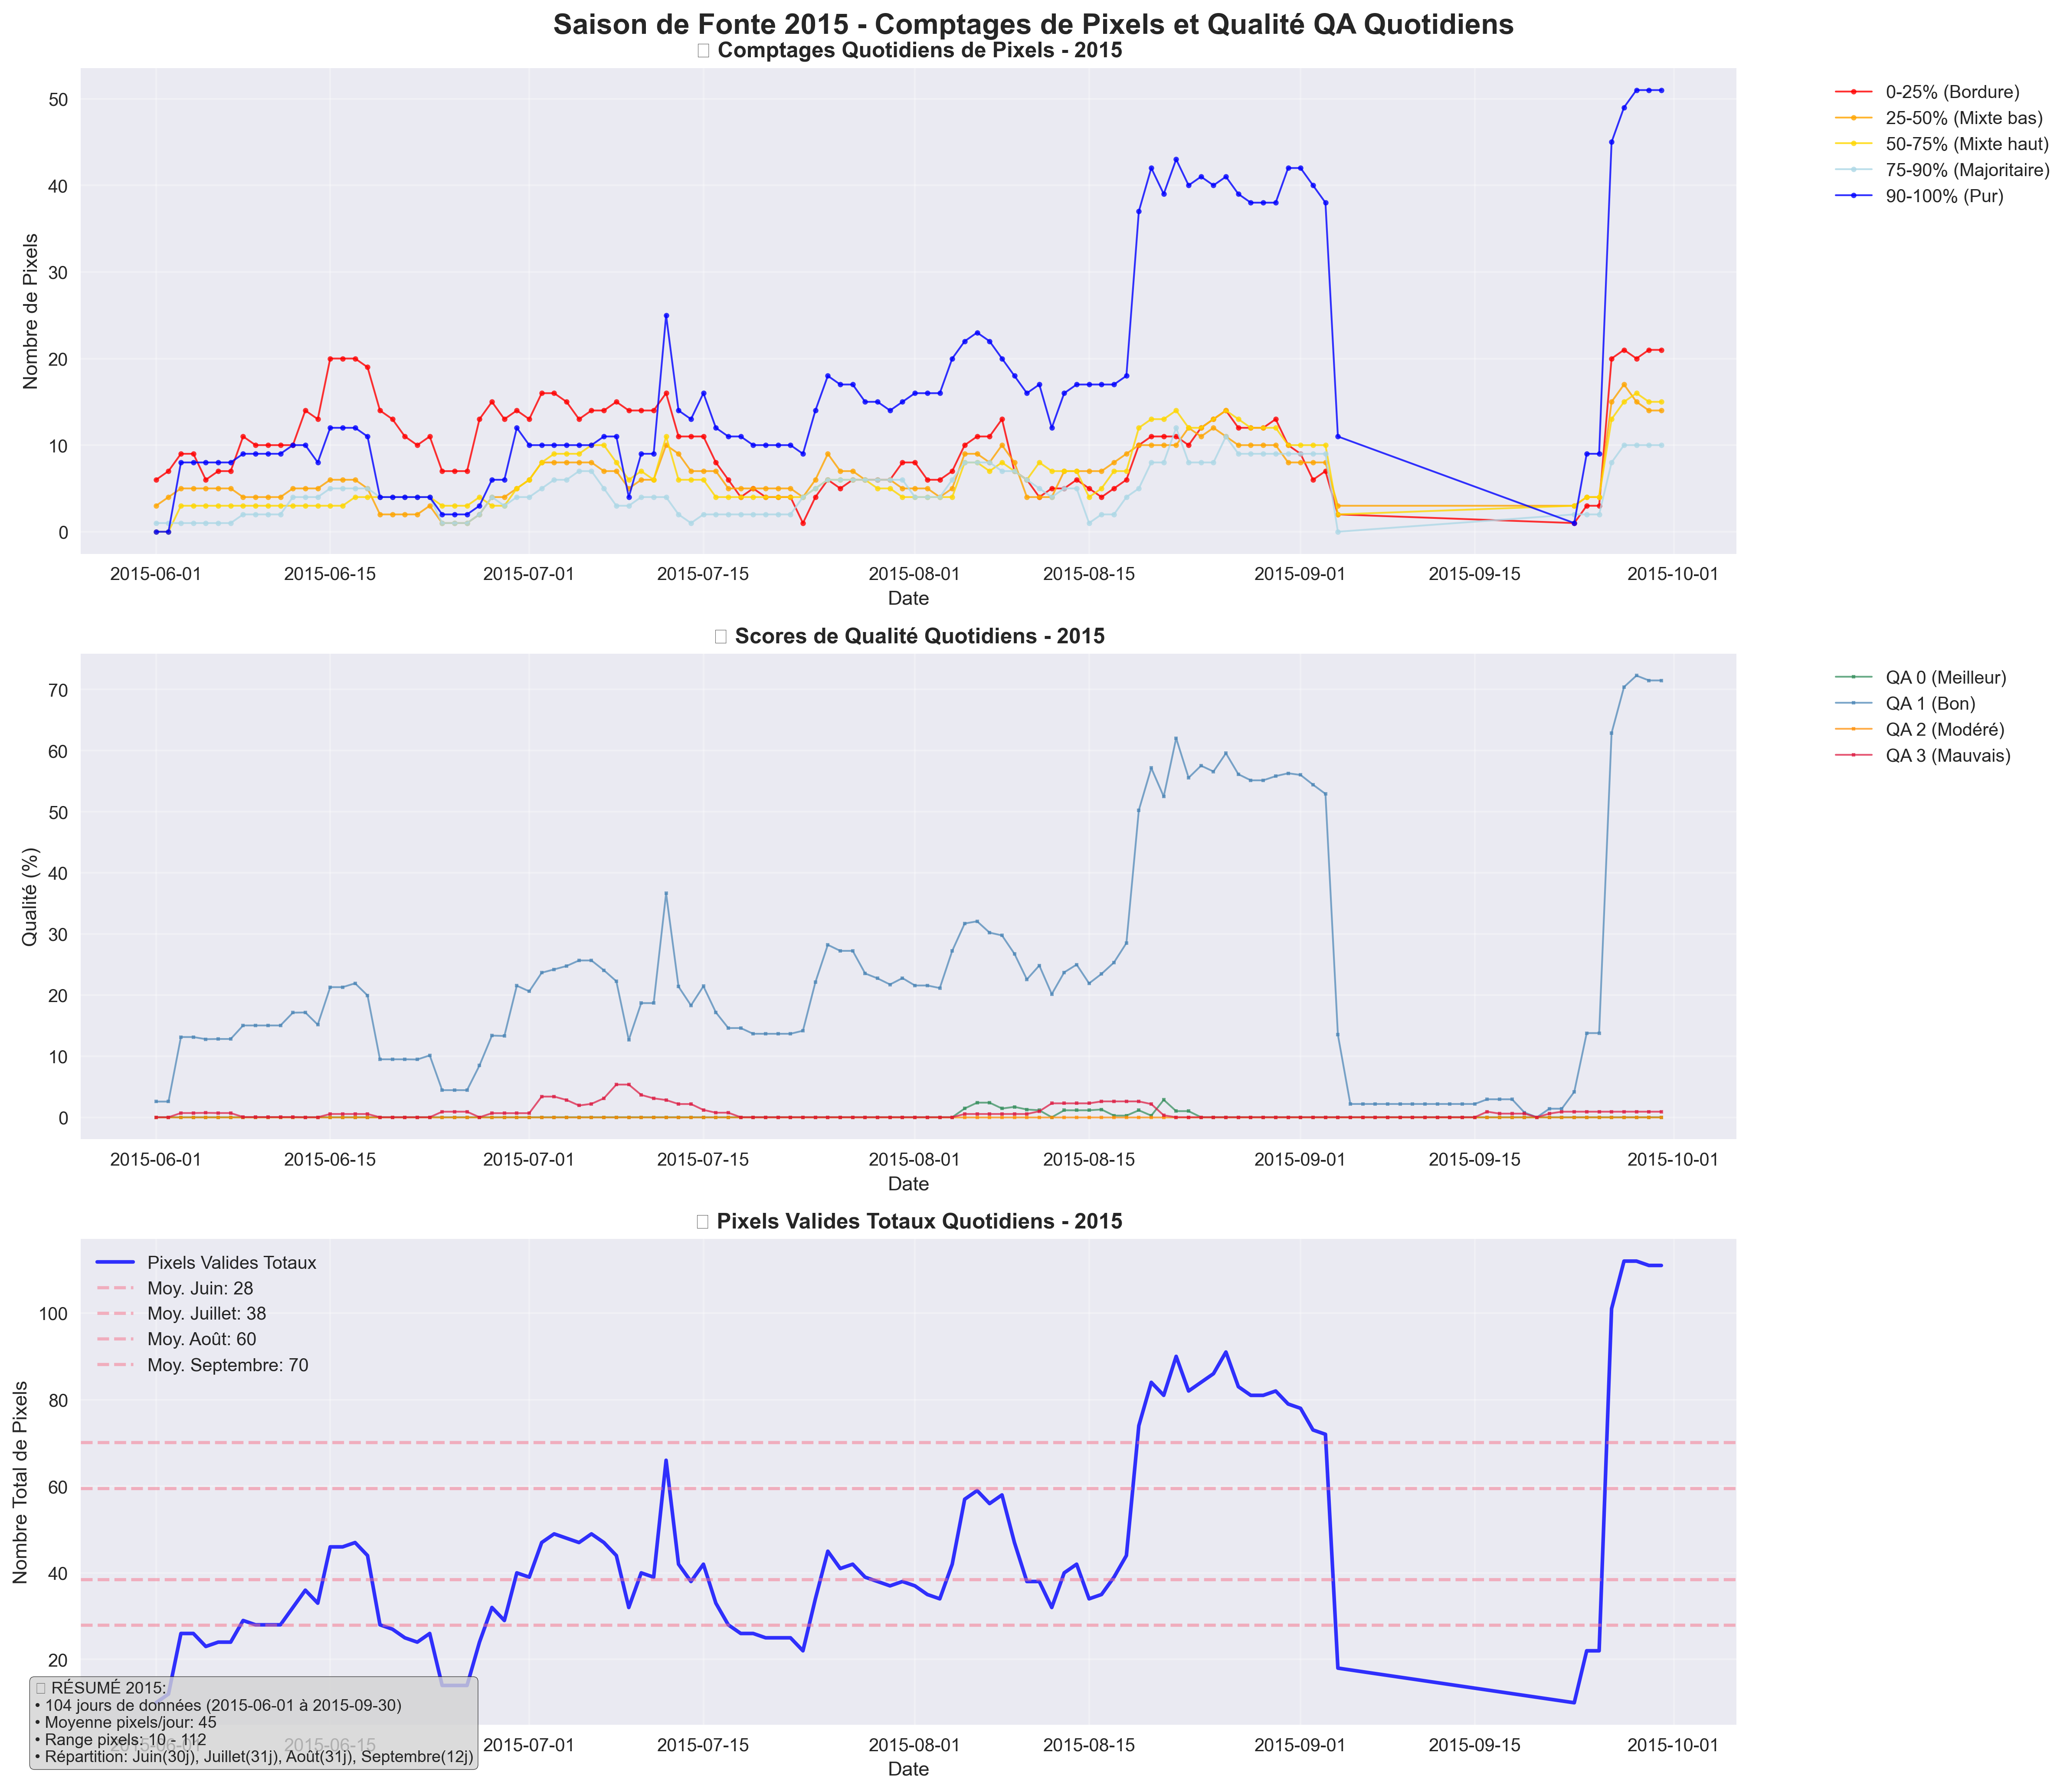 Saison de Fonte 2015 - Comptages de Pixels et Qualité QA Quotidiens
Comptages Quotidiens de Pixels - 2015
50
40
30
20
10
0
Nombre de Pixels
2015-06-01 2015-06-15 2015-07-01 2015-07-15 2015-08-01 2015-08-15 2015-09-01 2015-09-15 2015-10-01
Date
0-25% (Bordure)
25-50% (Mixte bas)
50-75% (Mixte haut)
75-90% (Majoritaire)
90-100% (Pur)
Scores de Qualité Quotidiens - 2015
70
60
50
40
30
20
10
0
Qualité (%)
2015-06-01 2015-06-15 2015-07-01 2015-07-15 2015-08-01 2015-08-15 2015-09-01 2015-09-15 2015-10-01
Date
QA 0 (Meilleur)
QA 1 (Bon)
QA 2 (Modéré)
QA 3 (Mauvais)
Pixels Valides Totaux Quotidiens - 2015
Pixels Valides Totaux
Moy. Juin: 28
Moy. Juillet: 38
Moy. Août: 60
Moy. Septembre: 70
100
80
60
40
20
Nombre Total de Pixels
RÉSUMÉ 2015:
• 104 jours de données (2015-06-01 à 2015-09-30)
• Moyenne pixels/jour: 45
• Range pixels: 10 - 112
• Répartition: Juin(30j), Juillet(31j), Août(31j), Septembre(12j)
2015-06-01 2015-06-15 2015-07-01 2015-07-15 2015-08-01 2015-08-15 2015-09-01 2015-09-15 2015-10-01
Date